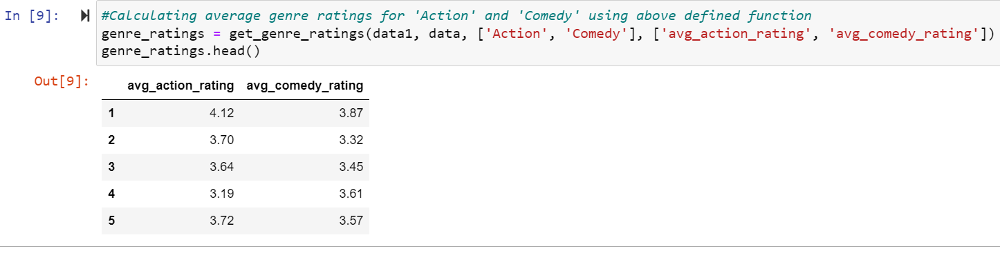 In [9]: #Calculating average genre ratings for 'Action' and 'Comedy' using above defined function
genre_ratings = get_genre_ratings(data1, data, ['Action', 'Comedy'], ['avg_action_rating', 'avg_comedy_rating'])
genre_ratings.head()
Out[9]:
avg_action_rating avg_comedy_rating
1 4.12 3.87
2 3.70 3.32
3 3.64 3.45
4 3.19 3.61
5 3.72 3.57